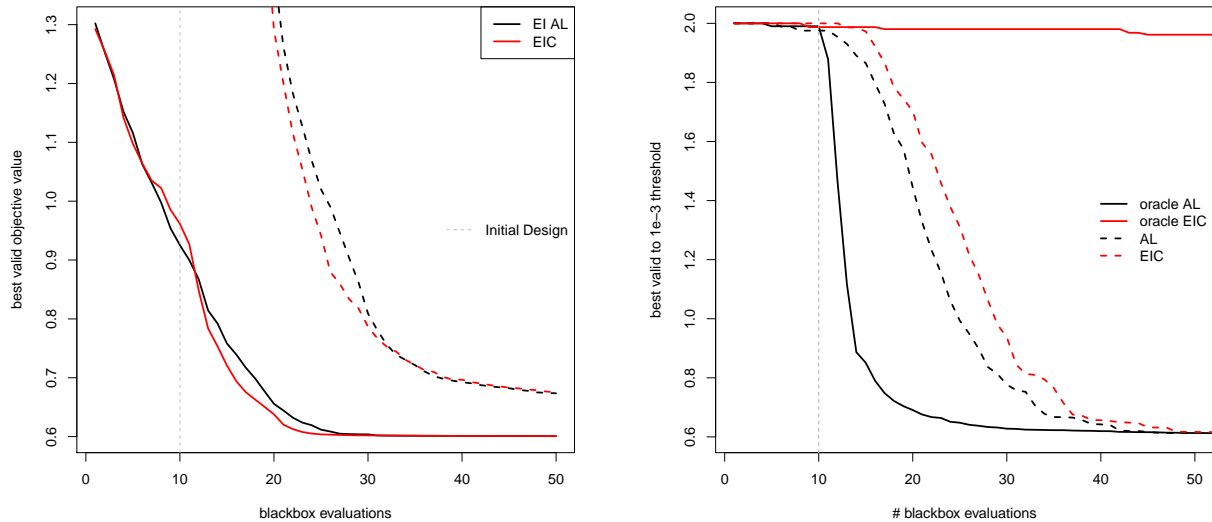 EI AL
EIC
Initial Design
best valid objective value
1.3
1.2
1.1
1.0
0.9
0.8
0.7
0.6
0 10 20 30 40 50
blackbox evaluations
oracle AL
oracle EIC
AL
EIC
best valid to 1e−3 threshold
2.0
1.8
1.6
1.4
1.2
1.0
0.8
0.6
0 10 20 30 40 50
# blackbox evaluations